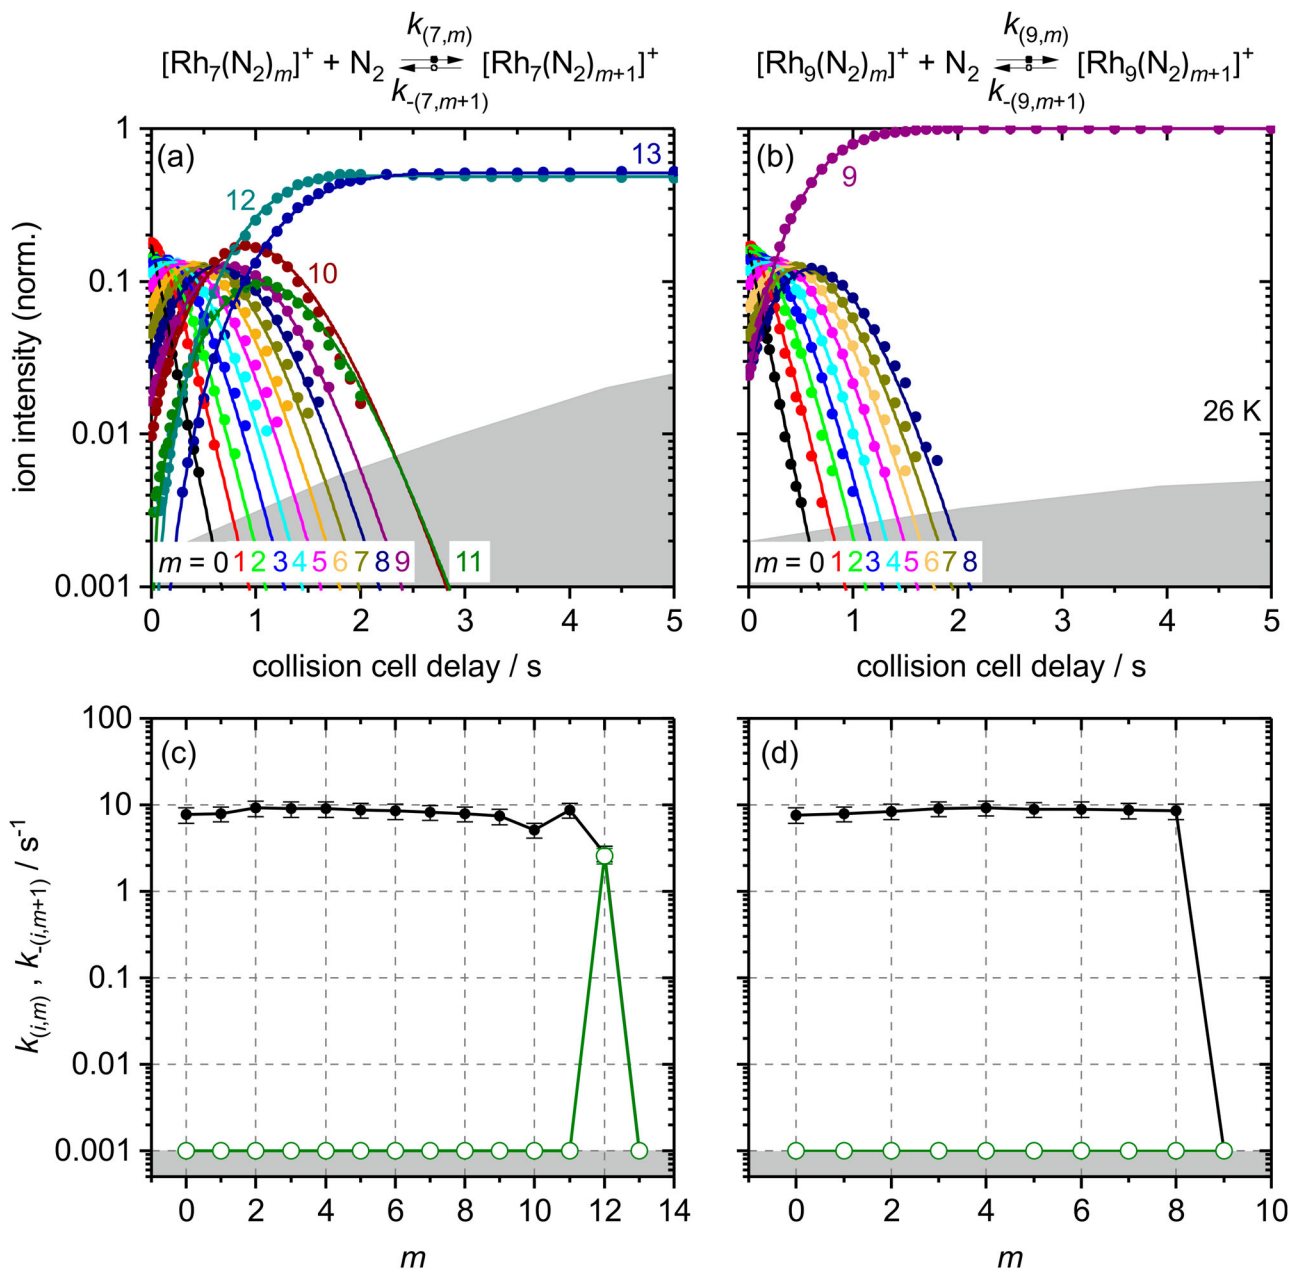 k(7,m)
[Rh7(N2)m]+ + N2 ⇌ [Rh7(N2)m+1]+
k-(7,m+1)
k(9,m)
[Rh9(N2)m]+ + N2 ⇌ [Rh9(N2)m+1]+
k-(9,m+1)
(a)
1
0.1
0.01
0.001
ion intensity (norm.)
12
13
10
m = 0 1 2 3 4 5 6 7 8 9
11
0 1 2 3 4 5
collision cell delay / s
(b)
9
26 K
m = 0 1 2 3 4 5 6 7 8
0 1 2 3 4 5
collision cell delay / s
(c)
100
10
1
0.1
0.01
0.001
k(i,m) , k-(i,m+1) / s-1
0 2 4 6 8 10 12 14
m
(d)
0 2 4 6 8 10
m